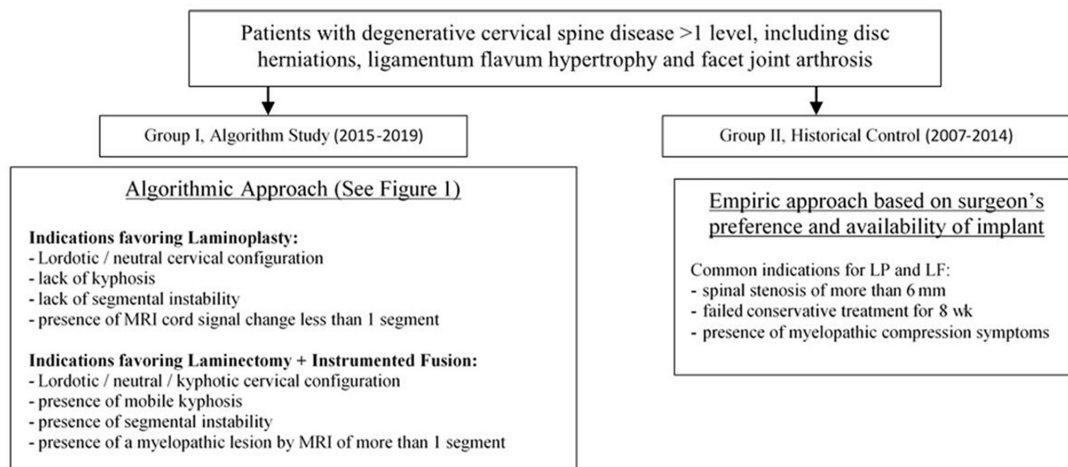 Patients with degenerative cervical spine disease >1 level, including disc
herniations, ligamentum flavum hypertrophy and facet joint arthrosis
Group I, Algorithm Study (2015-2019)
Group II, Historical Control (2007-2014)
Algorithmic Approach (See Figure 1)
Indications favoring Laminoplasty:
- Lordotic / neutral cervical configuration
- lack of kyphosis
- lack of segmental instability
- presence of MRI cord signal change less than 1 segment
Indications favoring Laminectomy + Instrumented Fusion:
- Lordotic / neutral / kyphotic cervical configuration
- presence of mobile kyphosis
- presence of segmental instability
- presence of a myelopathic lesion by MRI of more than 1 segment
Empiric approach based on surgeon's
preference and availability of implant
Common indications for LP and LF:
- spinal stenosis of more than 6 mm
- failed conservative treatment for 8 wk
- presence of myelopathic compression symptoms